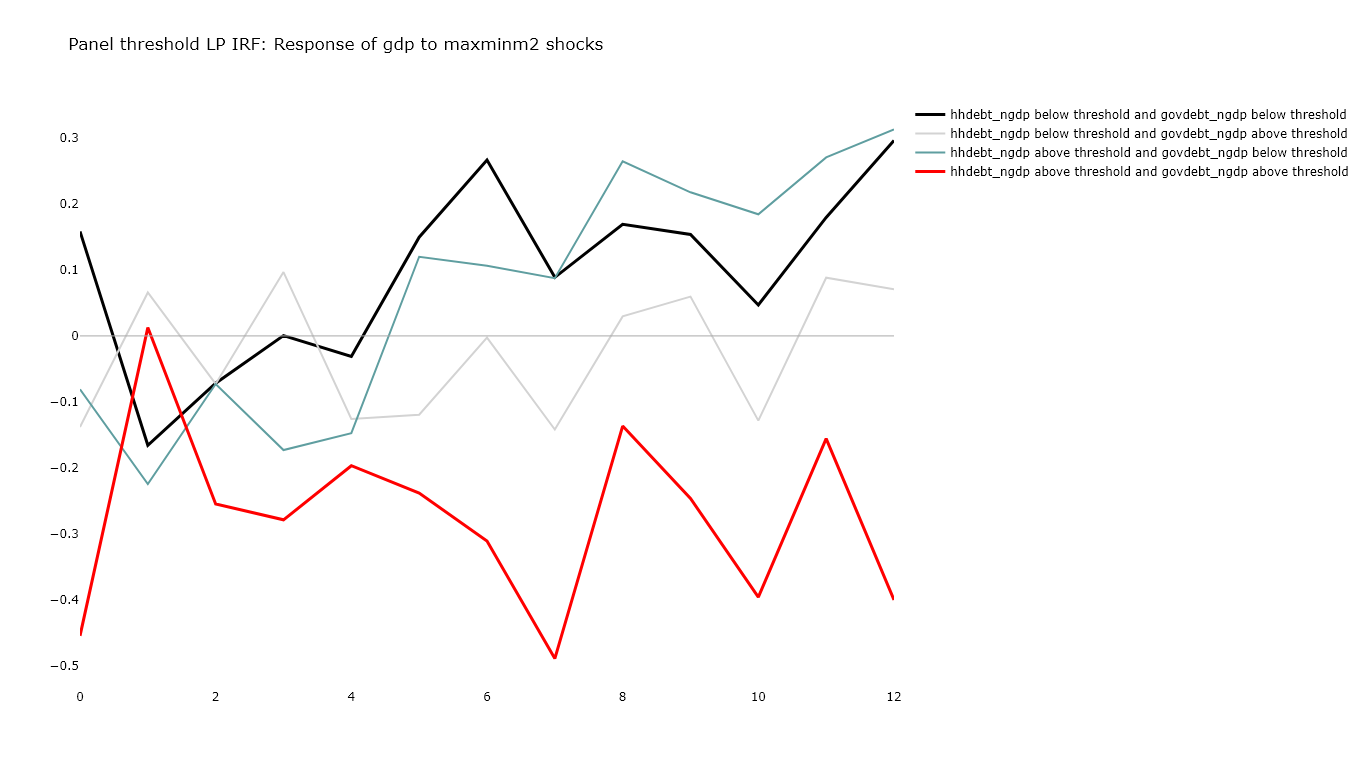 Panel threshold LP IRF: Response of gdp to maxminm2 shocks
hhdebt_ngdp below threshold and govdebt_ngdp below threshold
hhdebt_ngdp below threshold and govdebt_ngdp above threshold
hhdebt_ngdp above threshold and govdebt_ngdp below threshold
hhdebt_ngdp above threshold and govdebt_ngdp above threshold
0.3
0.2
0.1
0
−0.1
−0.2
−0.3
−0.4
−0.5
0 2 4 6 8 10 12